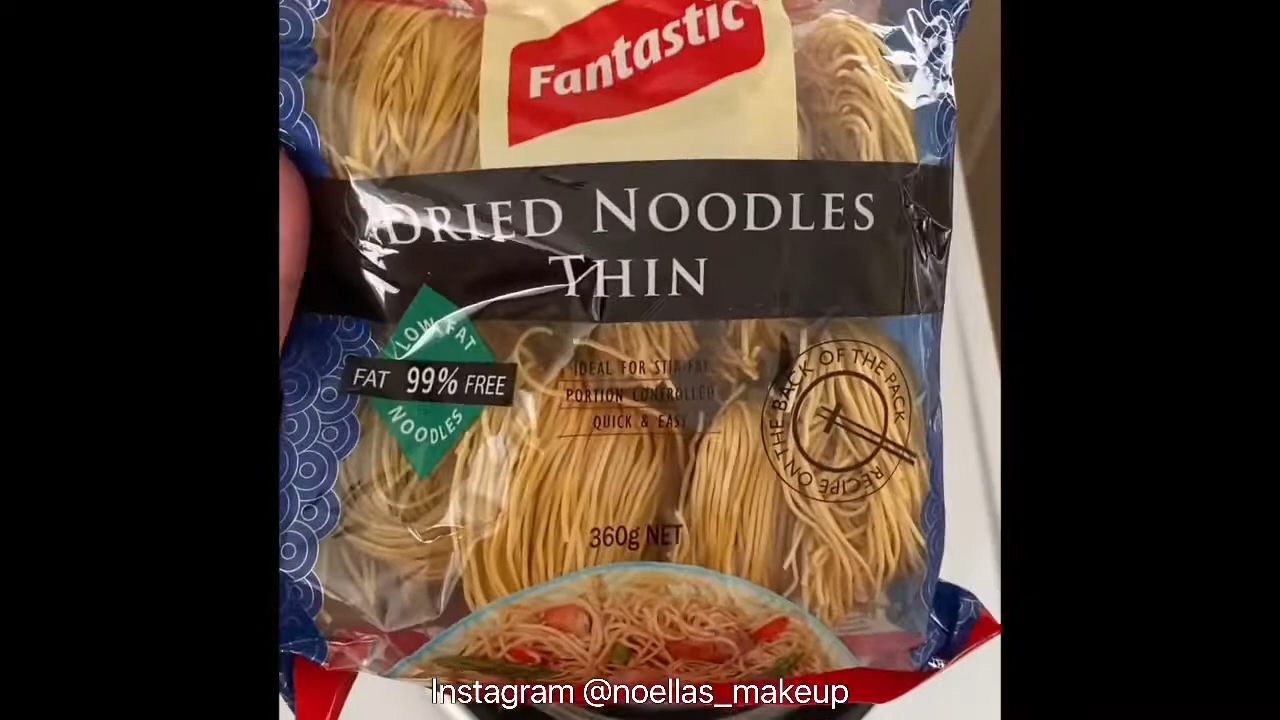 Fantastic
DRIED NOODLES
THIN
LOW FAT
FAT 99% FREE
NOODLES
IDEAL FOR STIR FRY
PORTION CONTROLLED
QUICK & EASY
RECIPE ON THE BACK OF THE PACK
360g NET
Instagram @noellas_makeup